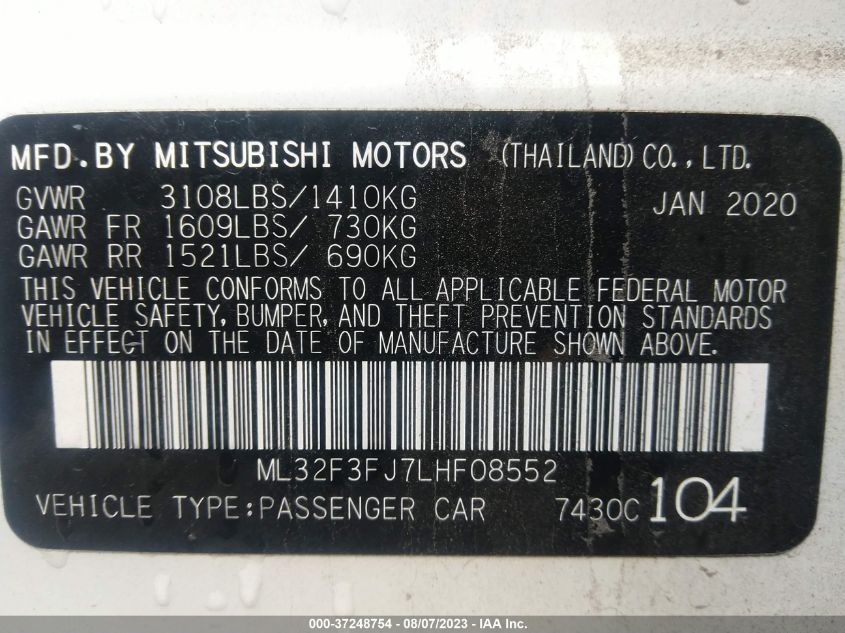 MFD.BY MITSUBISHI MOTORS (THAILAND)CO.,LTD.
GVWR 3108LBS/1410KG JAN 2020
GAWR FR 1609LBS/ 730KG
GAWR RR 1521LBS/ 690KG
THIS VEHICLE CONFORMS TO ALL APPLICABLE FEDERAL MOTOR
VEHICLE SAFETY, BUMPER, AND THEFT PREVENTION STANDARDS
IN EFFECT ON THE DATE OF MANUFACTURE SHOWN ABOVE.
ML32F3FJ7LHF08552
VEHICLE TYPE:PASSENGER CAR 7430C 104
000-37248754 - 08/07/2023 - IAA Inc.